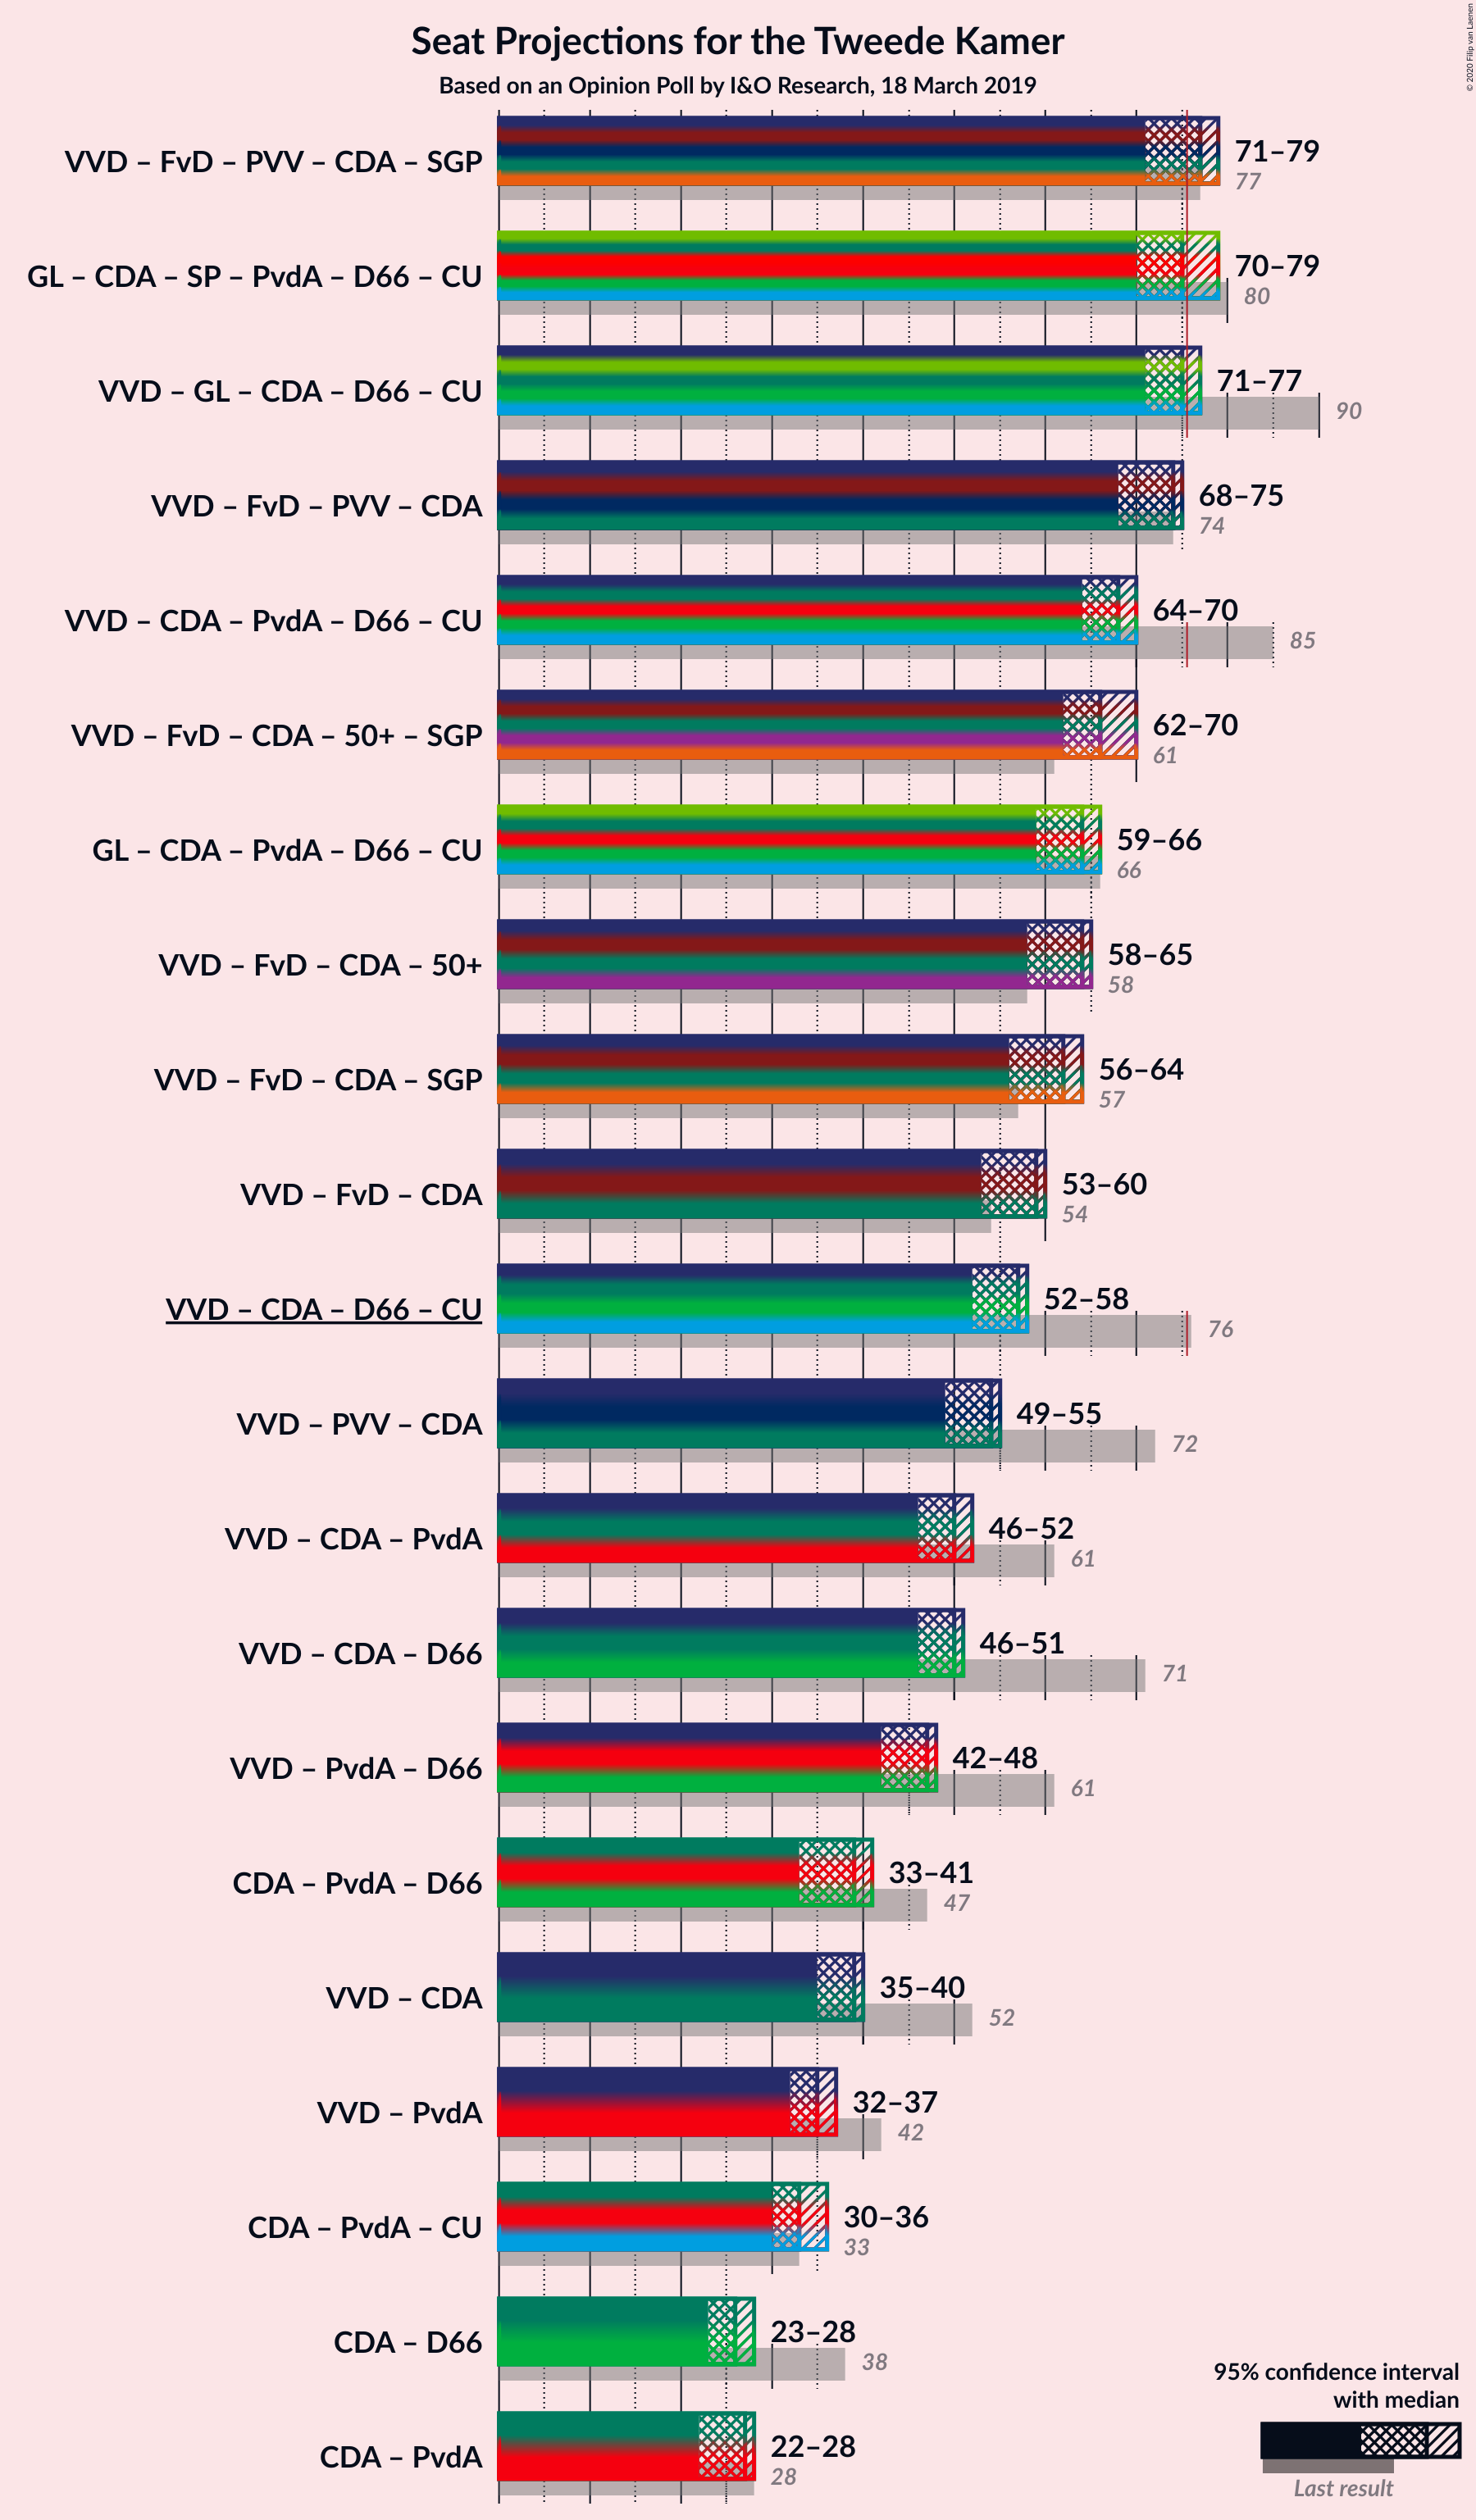 Seat Projections for the Tweede Kamer
Based on an Opinion Poll by I&O Research, 18 March 2019
© 2020 Filip van Laenen
VVD – FvD – PVV – CDA – SGP
71–79
77
GL – CDA – SP – PvdA – D66 – CU
70–79
80
VVD – GL – CDA – D66 – CU
71–77
90
VVD – FvD – PVV – CDA
68–75
74
VVD – CDA – PvdA – D66 – CU
64–70
85
VVD – FvD – CDA – 50+ – SGP
62–70
61
GL – CDA – PvdA – D66 – CU
59–66
66
VVD – FvD – CDA – 50+
58–65
58
VVD – FvD – CDA – SGP
56–64
57
VVD – FvD – CDA
53–60
54
VVD – CDA – D66 – CU
52–58
76
VVD – PVV – CDA
49–55
72
VVD – CDA – PvdA
46–52
61
VVD – CDA – D66
46–51
71
VVD – PvdA – D66
42–48
61
CDA – PvdA – D66
33–41
47
VVD – CDA
35–40
52
VVD – PvdA
32–37
42
CDA – PvdA – CU
30–36
33
CDA – D66
23–28
38
CDA – PvdA
22–28
28
95% confidence interval
with median
Last result